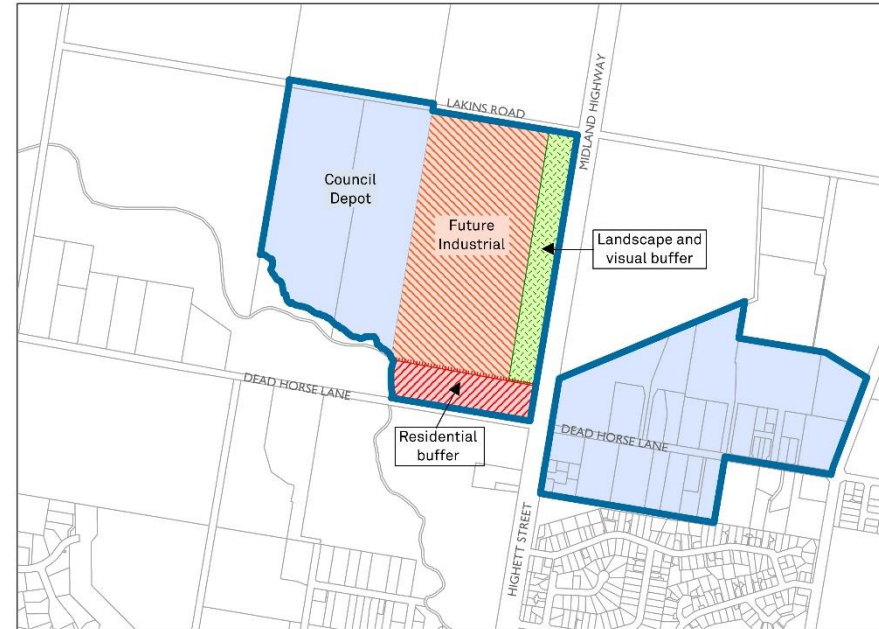 LAKINS ROAD
MIDLAND HIGHWAY
Council
Depot
Future
Industrial
Landscape and
visual buffer
DEAD HORSE LANE
DEAD HORSE LANE
Residential
buffer
HIGHETT STREET